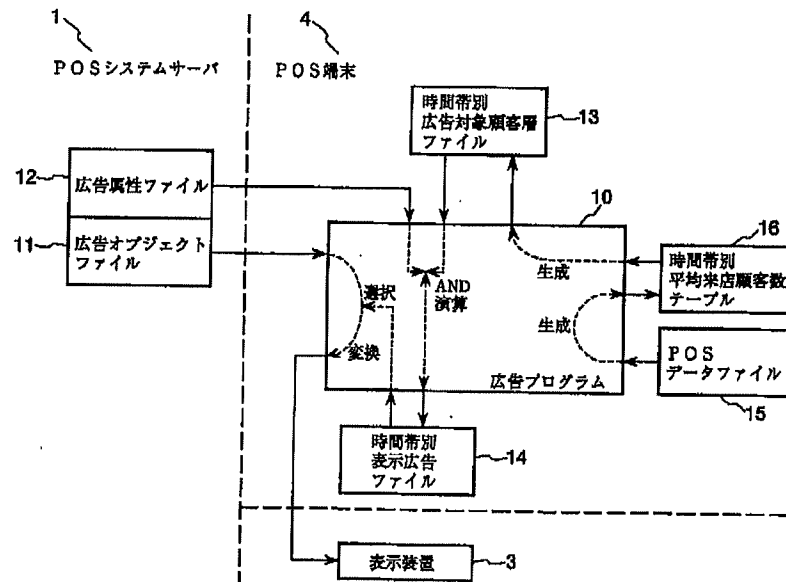 1
POSシステムサーバ
4
POS端末
時間帯別
広告対象顧客層
ファイル
13
12
広告属性ファイル
11
広告オブジェクト
ファイル
10
16
時間帯別
平均来店顧客数
テーブル
生成
AND
演算
選択
生成
変換
POS
データファイル
15
広告プログラム
時間帯別
表示広告
ファイル
14
表示装置
3